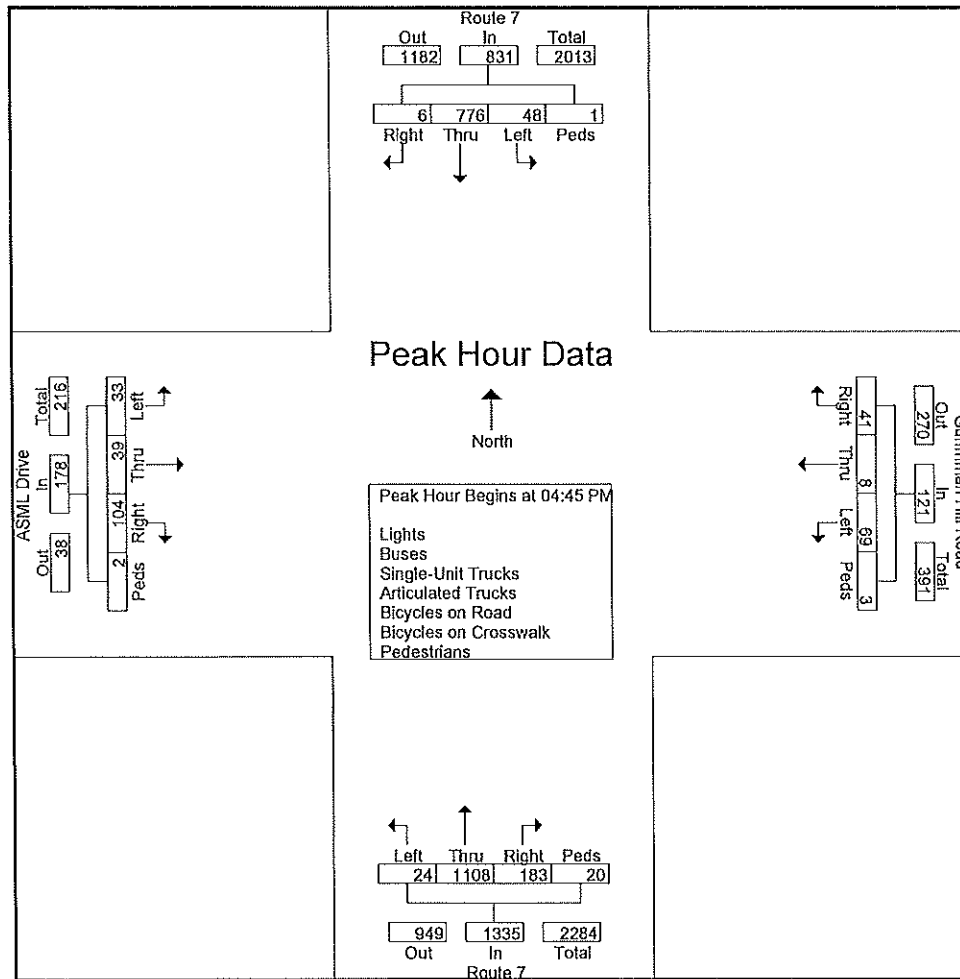 Route 7
Out In Total
1182 831 2013
6 776 48 1
Right Thru Left Peds
Peak Hour Data
North
Peak Hour Begins at 04:45 PM
Lights
Buses
Single-Unit Trucks
Articulated Trucks
Bicycles on Road
Bicycles on Crosswalk
Pedestrians
ASML Drive
Out In Total
38 178 216
2 104 39 33
Peds Right Thru Left
Road
Out In Total
270 121 391
41 8 69 3
Right Thru Left Peds
Left Thru Right Peds
24 1108 183 20
949 1335 2284
Out In Total
Route 7